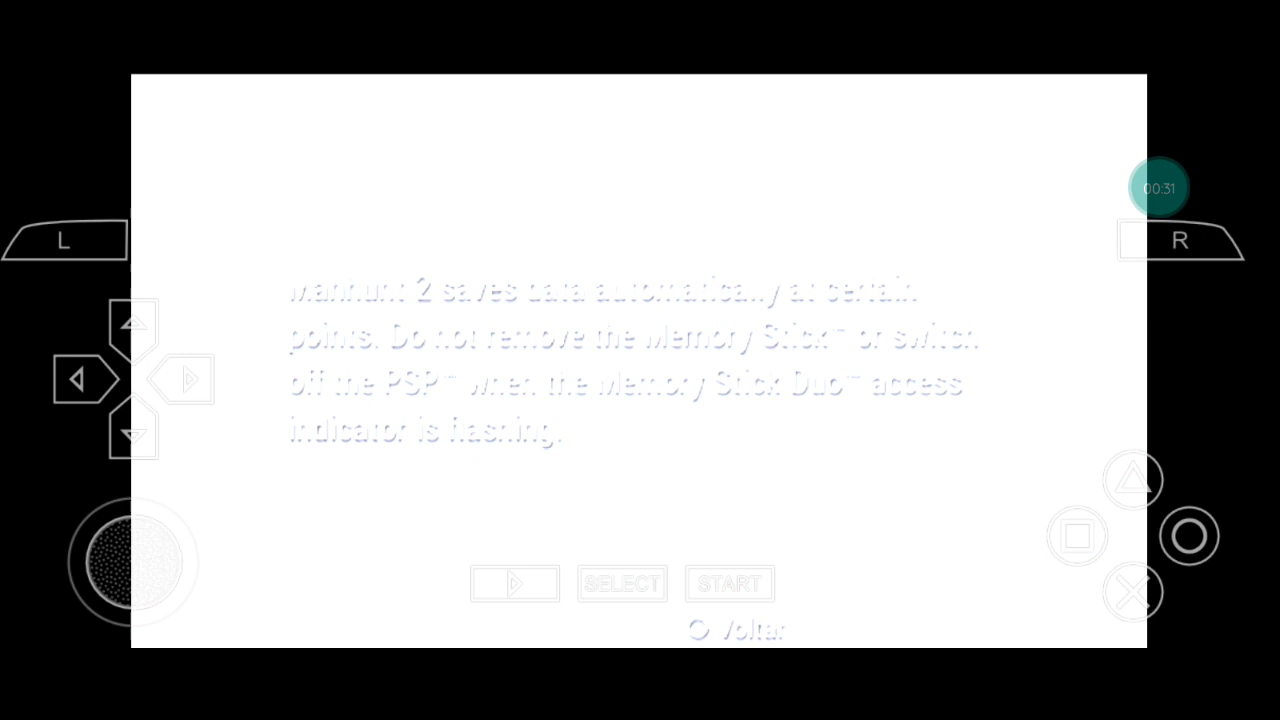 00:31
L
R
Manhunt 2 saves data automatically at certain
points. Do not remove the Memory Stick™ or switch
off the PSP™ when the Memory Stick Duo™ access
indicator is flashing.
SELECT START
Voltar